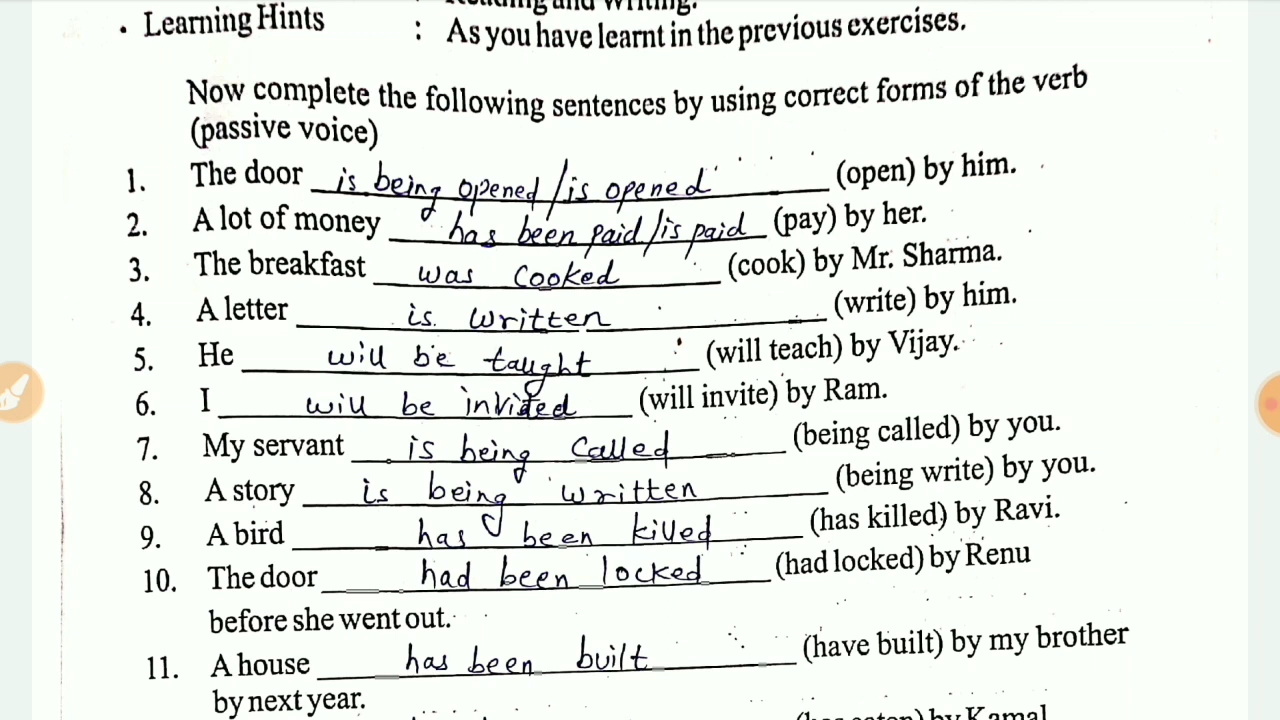 and writing.
• Learning Hints : As you have learnt in the previous exercises.
Now complete the following sentences by using correct forms of the verb
(passive voice)
1. The door is being opened/is opened (open) by him.
2. A lot of money has been paid/is paid (pay) by her.
3. The breakfast was cooked (cook) by Mr. Sharma.
4. A letter is written (write) by him.
5. He will be taught (will teach) by Vijay.
6. I will be invited (will invite) by Ram.
7. My servant is being called (being called) by you.
8. A story is being written (being write) by you.
9. A bird has been killed (has killed) by Ravi.
10. The door had been locked (had locked) by Renu
before she went out.
11. A house has been built (have built) by my brother
by next year.
by Kamal